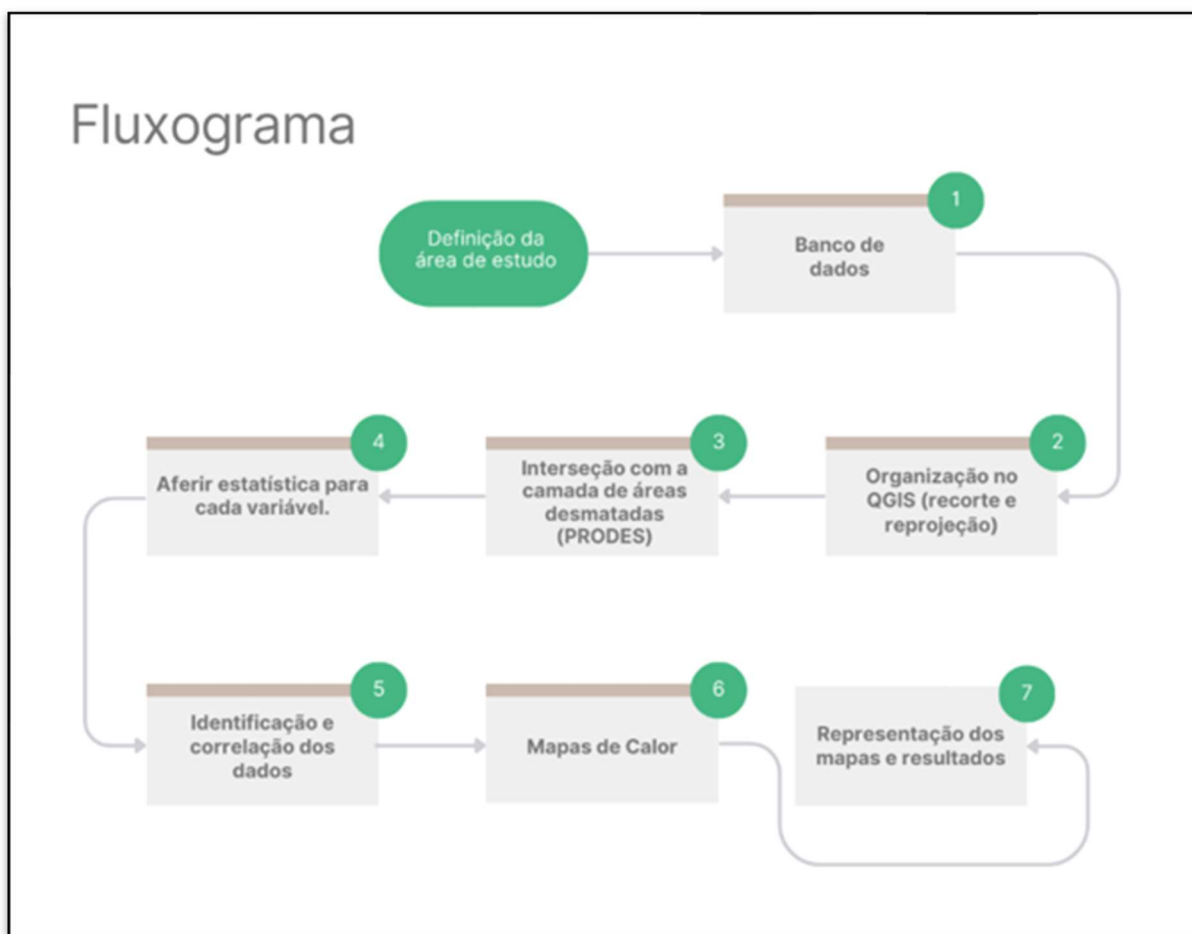 Fluxograma
Definição da
área de estudo
1
Banco de
dados
2
Organização no
QGIS (recorte e
reprojeção)
3
Interseção com a
camada de áreas
desmatadas
(PRODES)
4
Aferir estatística para
cada variável.
5
Identificação e
correlação dos
dados
6
Mapas de Calor
7
Representação dos
mapas e resultados